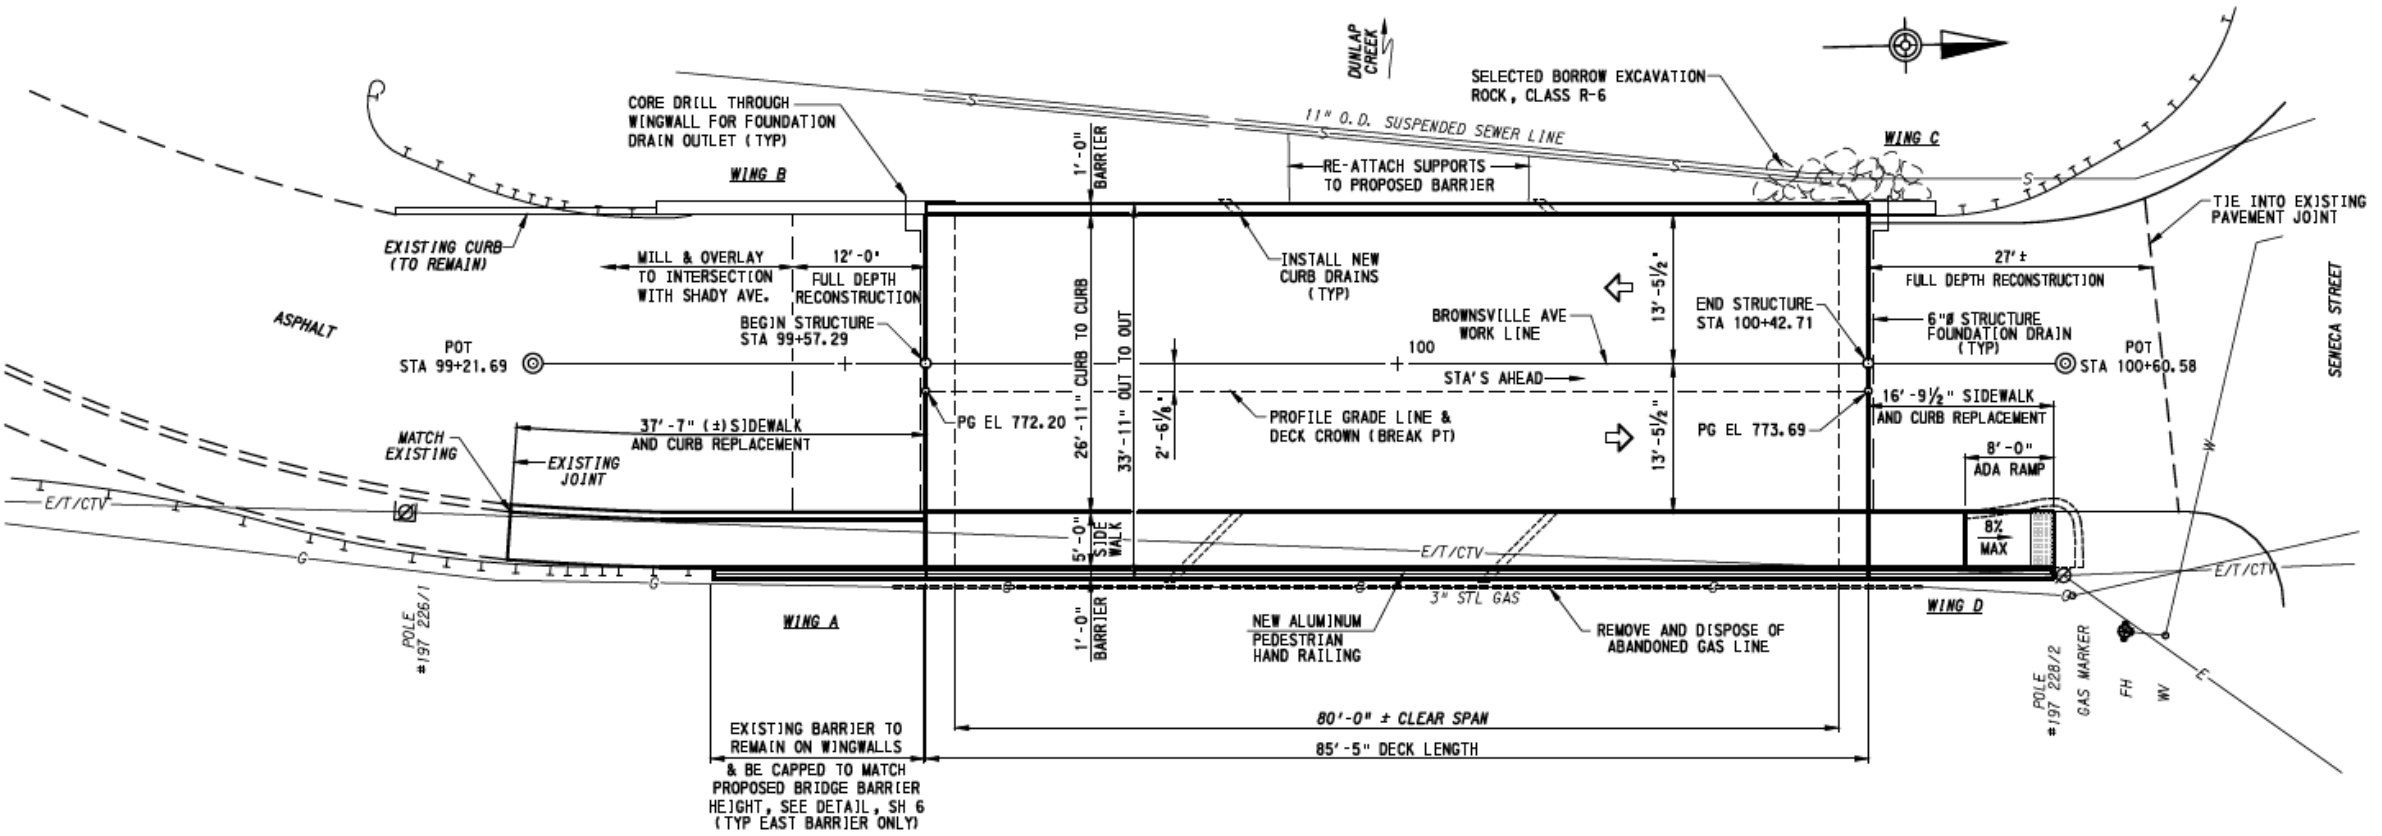 DUNLAP
CREEK
SELECTED BORROW EXCAVATION
ROCK, CLASS R-6
CORE DRILL THROUGH
WINGWALL FOR FOUNDATION
DRAIN OUTLET (TYP)
1'-0"
BARRIER
S
11" O.D. SUSPENDED SEWER LINE
S
S
S
WING C
WING B
RE-ATTACH SUPPORTS
TO PROPOSED BARRIER
TIE INTO EXISTING
PAVEMENT JOINT
EXISTING CURB
(TO REMAIN)
MILL & OVERLAY
TO INTERSECTION
WITH SHADY AVE.
12'-0"
FULL DEPTH
RECONSTRUCTION
INSTALL NEW
CURB DRAINS
(TYP)
13'-5½"
27'±
FULL DEPTH RECONSTRUCTION
SENECA STREET
ASPHALT
BEGIN STRUCTURE
STA 99+57.29
26'-11" CURB TO CURB
33'-11" OUT TO OUT
BROWNSVILLE AVE
WORK LINE
END STRUCTURE
STA 100+42.71
6"Ø STRUCTURE
FOUNDATION DRAIN
(TYP)
POT
STA 99+21.69
100
STA'S AHEAD
POT
STA 100+60.58
2'-6⅛"
PG EL 772.20
PROFILE GRADE LINE &
DECK CROWN (BREAK PT)
13'-5½"
PG EL 773.69
16'-9½" SIDEWALK
AND CURB REPLACEMENT
37'-7" (±) SIDEWALK
AND CURB REPLACEMENT
MATCH
EXISTING
EXISTING
JOINT
8'-0"
ADA RAMP
W
E/T/CTV
5'-0"
SIDE
WALK
E/T/CTV
8%
MAX
E/T/CTV
G
G
G
G
G
3" STL GAS
POLE
#197 226/1
WING A
1'-0"
BARRIER
NEW ALUMINUM
PEDESTRIAN
HAND RAILING
REMOVE AND DISPOSE OF
ABANDONED GAS LINE
WING D
G
POLE
#197 228/2
GAS MARKER
FH
WV
E
EXISTING BARRIER TO
REMAIN ON WINGWALLS
& BE CAPPED TO MATCH
PROPOSED BRIDGE BARRIER
HEIGHT, SEE DETAIL, SH 6
(TYP EAST BARRIER ONLY)
80'-0" ± CLEAR SPAN
85'-5" DECK LENGTH